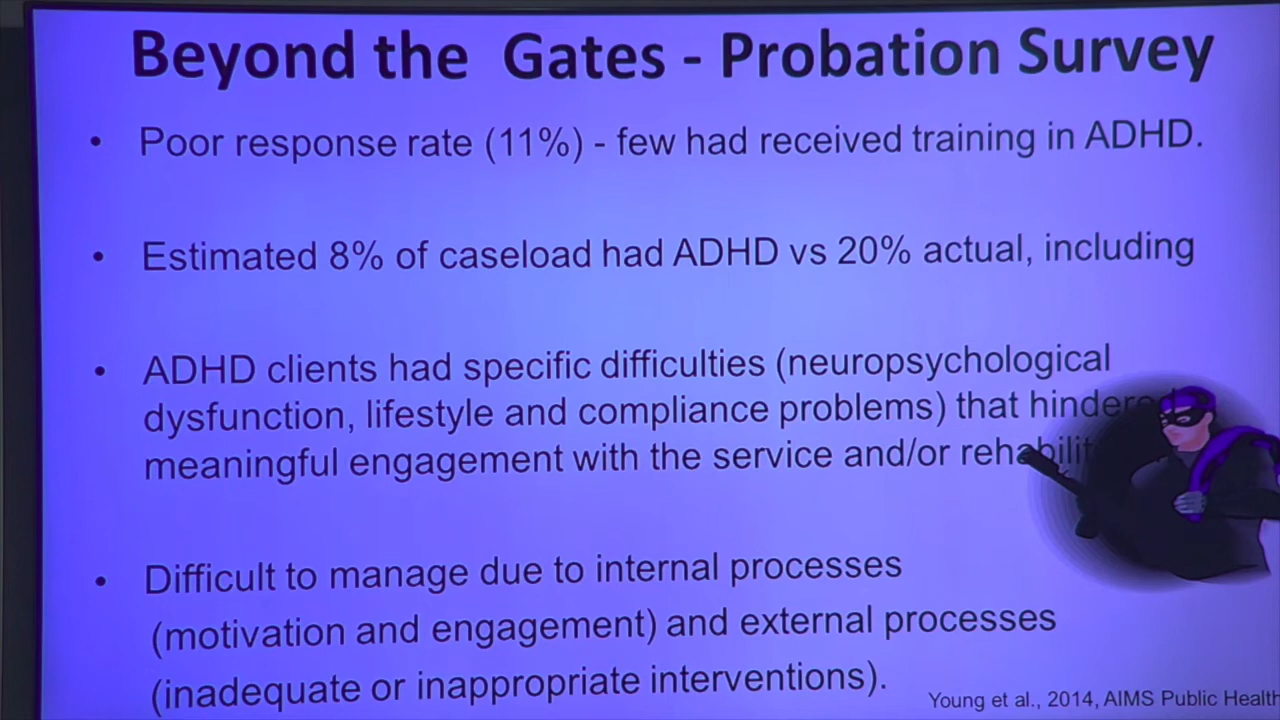 Beyond the Gates - Probation Survey
• Poor response rate (11%) - few had received training in ADHD.
• Estimated 8% of caseload had ADHD vs 20% actual, including
• ADHD clients had specific difficulties (neuropsychological
dysfunction, lifestyle and compliance problems) that
meaningful engagement with the service and/or
• Difficult to manage due to internal processes
(motivation and engagement) and external processes
(inadequate or inappropriate interventions).
Young et al., 2014, AIMS Public Health